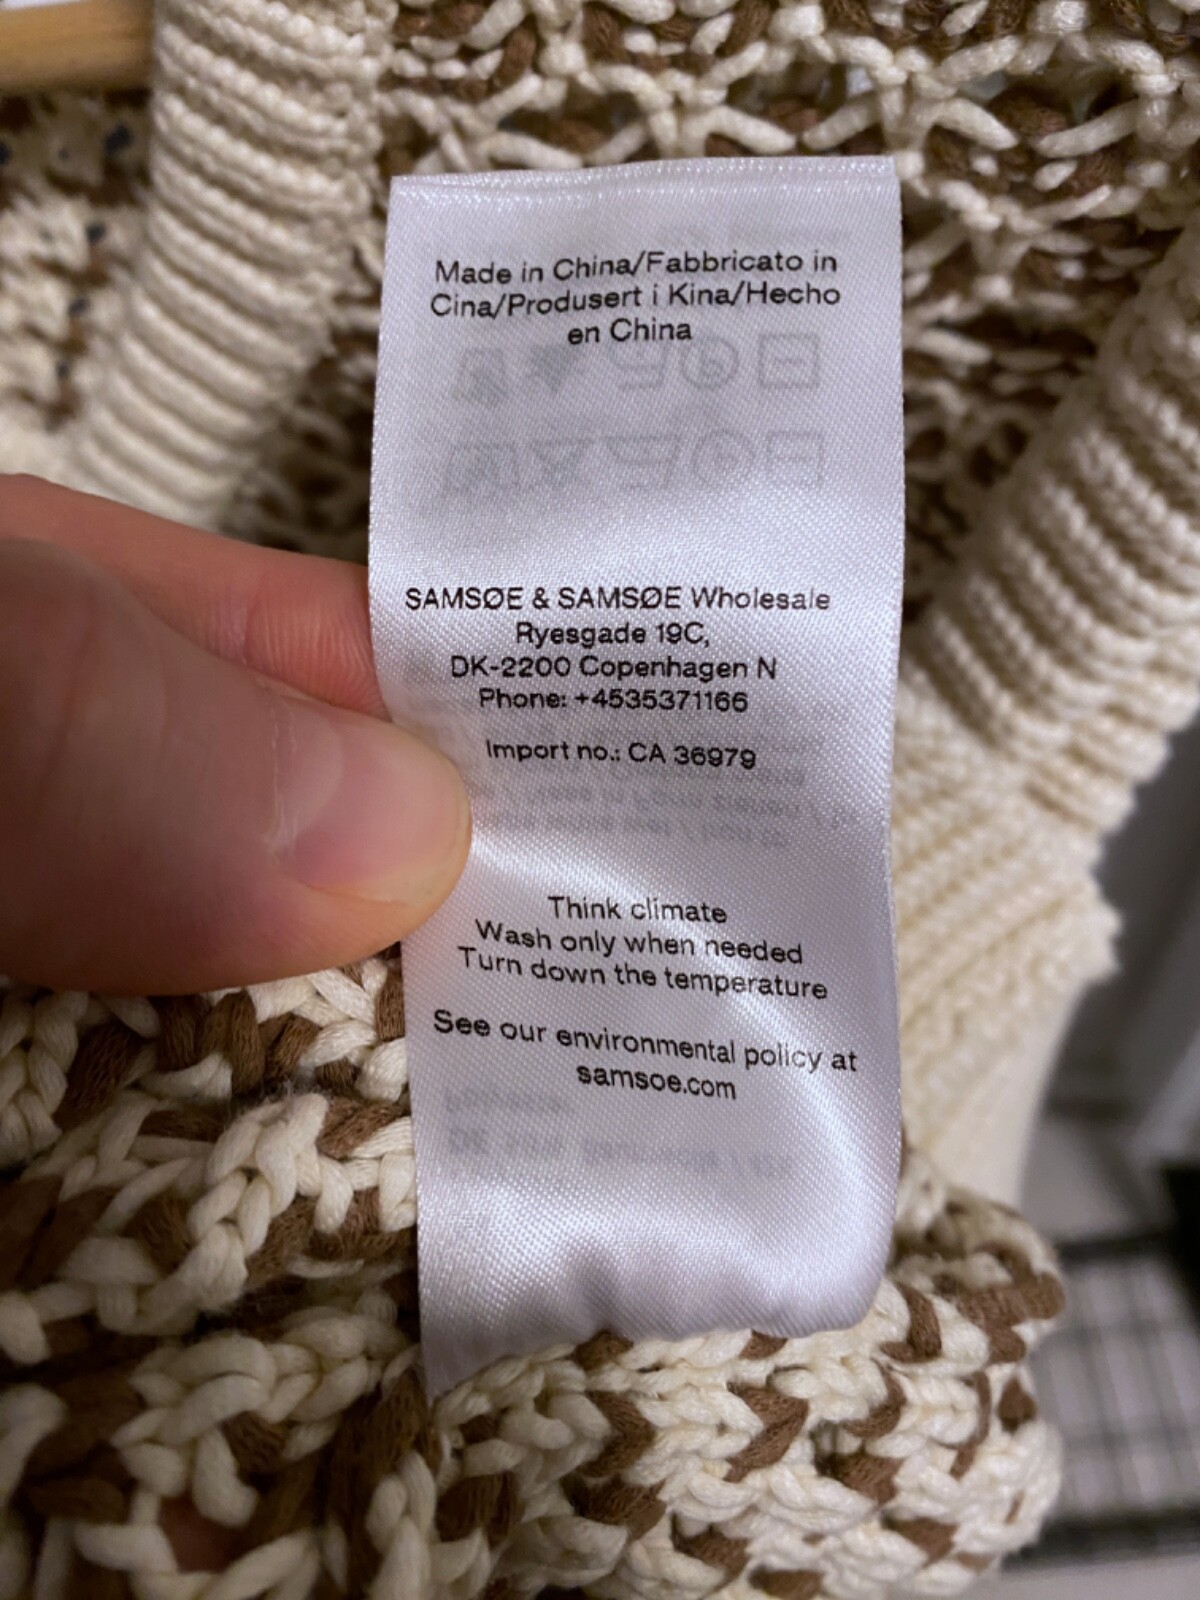 Made in China/Fabbricato in
Cina/Produsert i Kina/Hecho
en China
SAMSØE & SAMSØE Wholesale
Ryesgade 19C,
DK-2200 Copenhagen N
Phone: +4535371166
Import no.: CA 36979
Think climate
Wash only when needed
Turn down the temperature
See our environmental policy at
samsoe.com